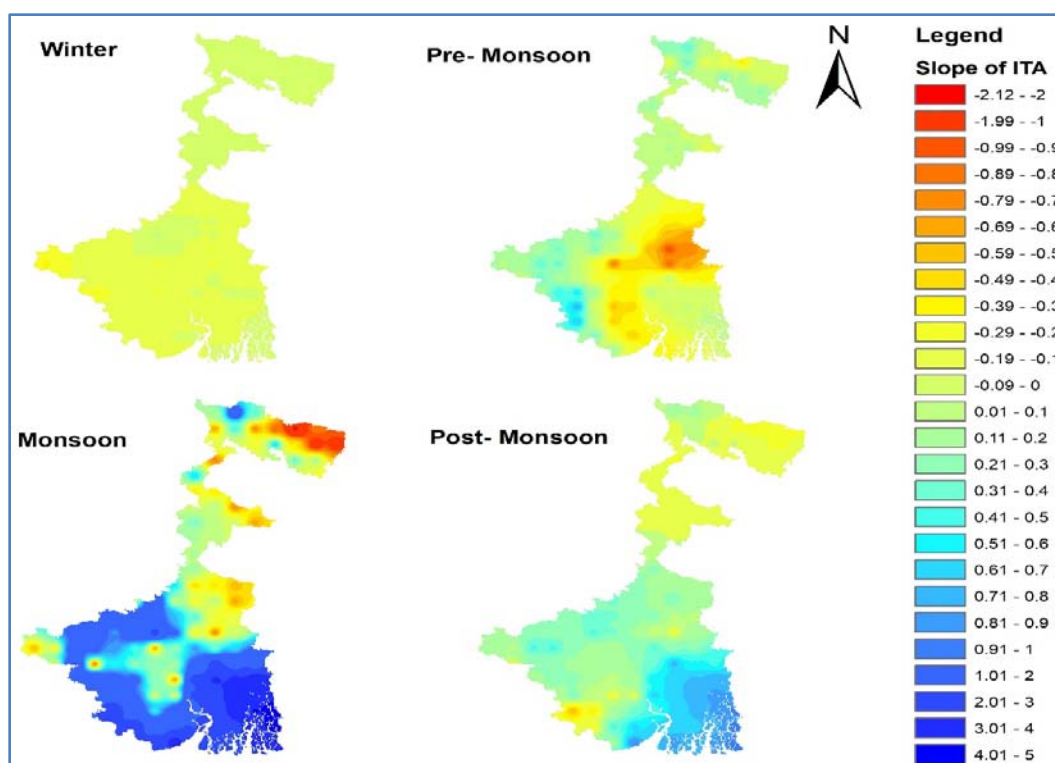 Winter
Pre- Monsoon
N
Monsoon
Post- Monsoon
Legend
Slope of ITA
-2.12 - -2
-1.99 - -1
-0.99 - -0.9
-0.89 - -0.8
-0.79 - -0.7
-0.69 - -0.6
-0.59 - -0.5
-0.49 - -0.4
-0.39 - -0.3
-0.29 - -0.2
-0.19 - -0.1
-0.09 - 0
0.01 - 0.1
0.11 - 0.2
0.21 - 0.3
0.31 - 0.4
0.41 - 0.5
0.51 - 0.6
0.61 - 0.7
0.71 - 0.8
0.81 - 0.9
0.91 - 1
1.01 - 2
2.01 - 3
3.01 - 4
4.01 - 5